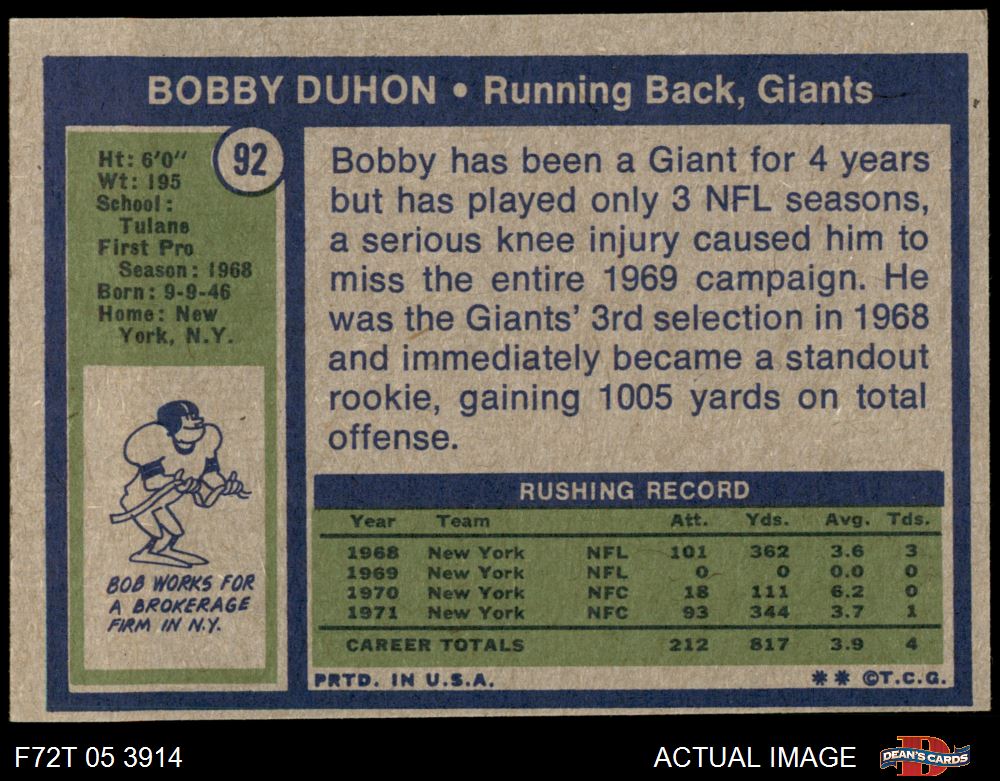 BOBBY DUHON • Running Back, Giants
92
Ht: 6'0"
Wt: 195
School:
Tulane
First Pro
Season: 1968
Born: 9-9-46
Home: New
York, N.Y.
BOB WORKS FOR
A BROKERAGE
FIRM IN N.Y.
Bobby has been a Giant for 4 years
but has played only 3 NFL seasons,
a serious knee injury caused him to
miss the entire 1969 campaign. He
was the Giants' 3rd selection in 1968
and immediately became a standout
rookie, gaining 1005 yards on total
offense.
RUSHING RECORD
Year Team Att. Yds. Avg. Tds.
1968 New York NFL 101 362 3.6 3
1969 New York NFL 0 0 0.0 0
1970 New York NFC 18 111 6.2 0
1971 New York NFC 93 344 3.7 1
CAREER TOTALS 212 817 3.9 4
PRTD. IN U.S.A. ** ©T.C.G.
F72T 05 3914 ACTUAL IMAGE DEAN'S CARDS